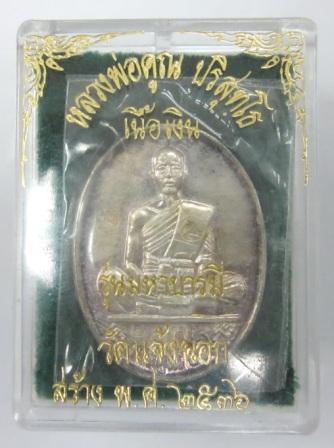 หลวงพ่อคูณ ปริสุทโธ
เนื้อเงิน
รุ่นมหาบารมี
วัดแจ้งนอก
สร้าง พ.ศ. ๒๕๓๖